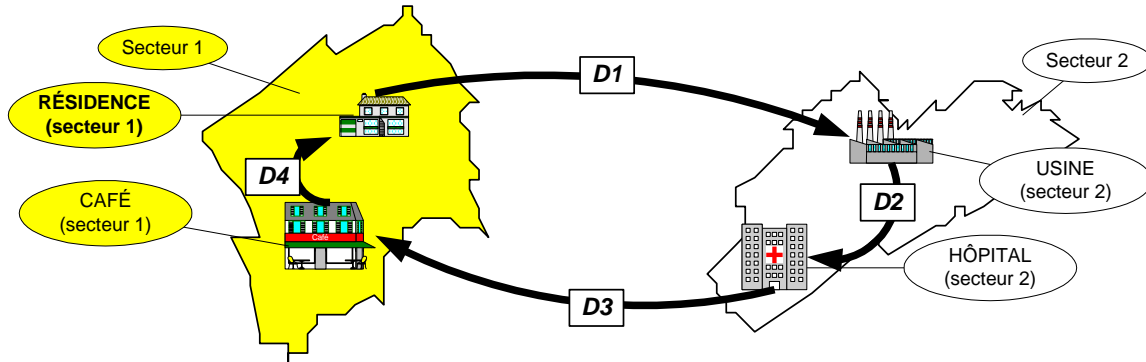 Secteur 1
RÉSIDENCE
(secteur 1)
D1
Secteur 2
USINE
(secteur 2)
D4
D2
CAFÉ
(secteur 1)
Café
HÔPITAL
(secteur 2)
D3